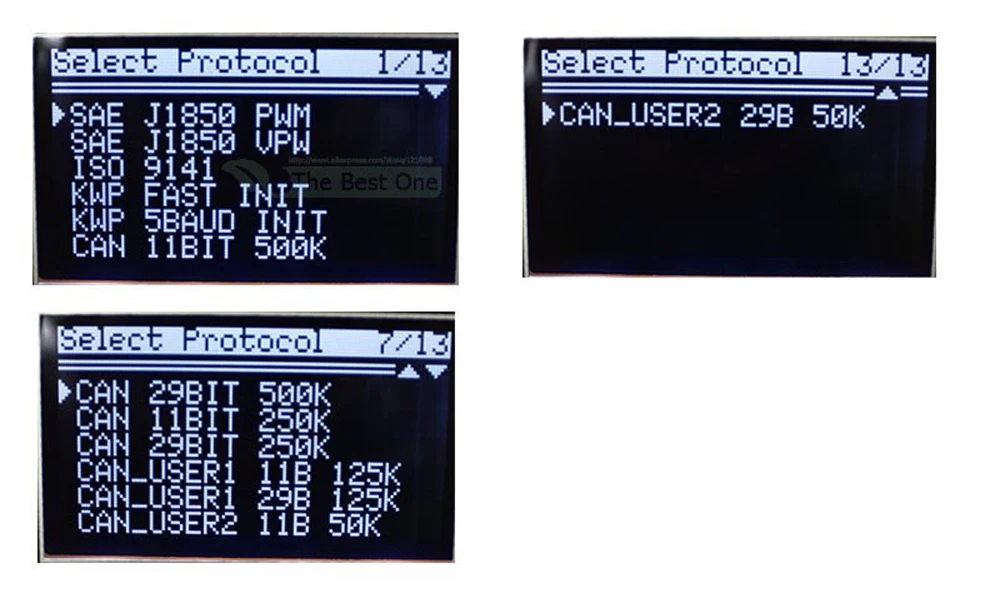 Select Protocol 1/13
SAE J1850 PWM
SAE J1850 VPW
ISO 9141
KWP FAST INIT
KWP 5BAUD INIT
CAN 11BIT 500K
The Best One
Select Protocol 13/13
CAN_USER2 29B 50K
Select Protocol 7/13
CAN 29BIT 500K
CAN 11BIT 250K
CAN 29BIT 250K
CAN_USER1 11B 125K
CAN_USER1 29B 125K
CAN_USER2 11B 50K